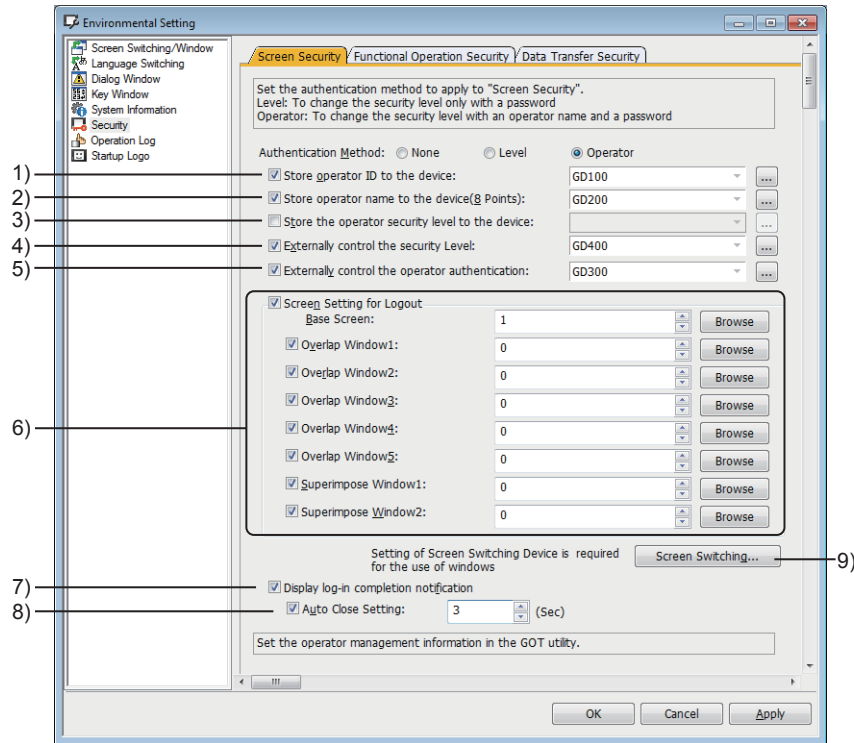 Environmental Setting
Screen Switching/Window
Language Switching
Dialog Window
Key Window
System Information
Security
Operation Log
Startup Logo
Screen Security
Functional Operation Security
Data Transfer Security
Set the authentication method to apply to "Screen Security".
Level: To change the security level only with a password
Operator: To change the security level with an operator name and a password
Authentication Method: None Level Operator
1) Store operator ID to the device: GD100 ...
2) Store operator name to the device(8 Points): GD200 ...
3) Store the operator security level to the device: ...
4) Externally control the security Level: GD400 ...
5) Externally control the operator authentication: GD300 ...
Screen Setting for Logout
Base Screen: 1 Browse
Overlap Window1: 0 Browse
Overlap Window2: 0 Browse
Overlap Window3: 0 Browse
6) Overlap Window4: 0 Browse
Overlap Window5: 0 Browse
Superimpose Window1: 0 Browse
Superimpose Window2: 0 Browse
Setting of Screen Switching Device is required
for the use of windows
Screen Switching... 9)
7) Display log-in completion notification
8) Auto Close Setting: 3 (Sec)
Set the operator management information in the GOT utility.
OK Cancel Apply